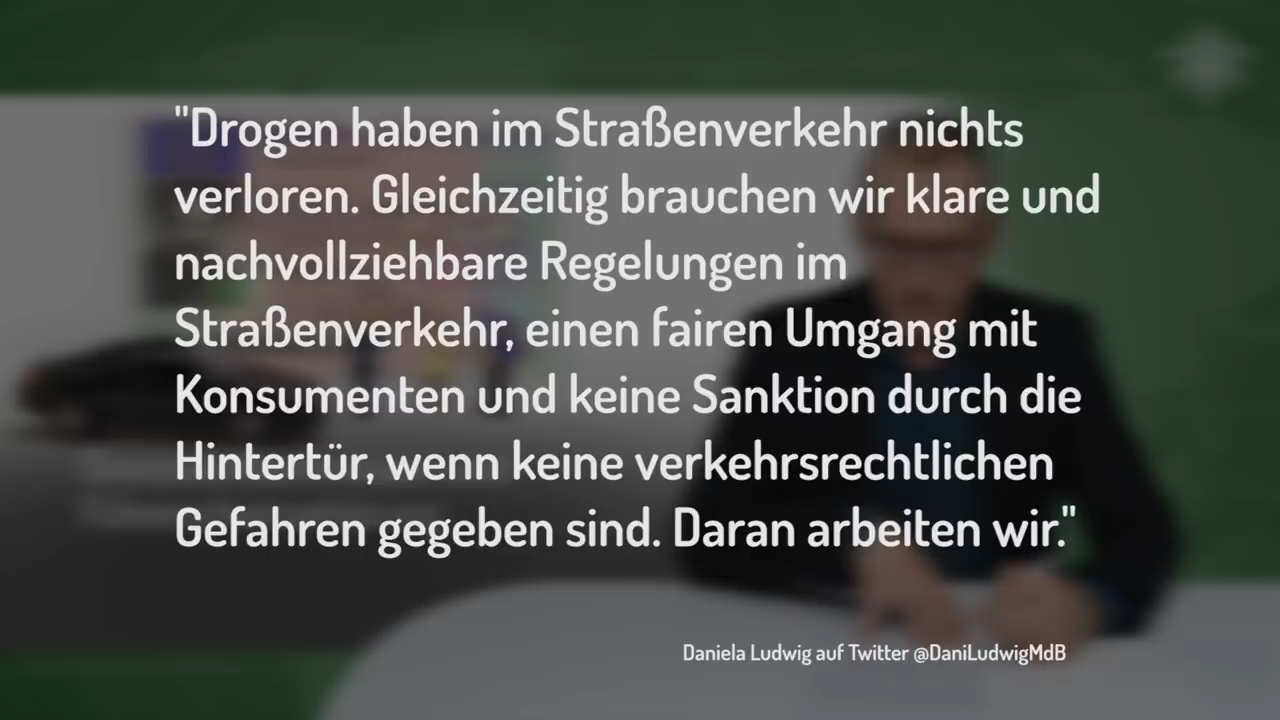 "Drogen haben im Straßenverkehr nichts
verloren. Gleichzeitig brauchen wir klare und
nachvollziehbare Regelungen im
Straßenverkehr, einen fairen Umgang mit
Konsumenten und keine Sanktion durch die
Hintertür, wenn keine verkehrsrechtlichen
Gefahren gegeben sind. Daran arbeiten wir."
Daniela Ludwig auf Twitter @DaniLudwigMdB